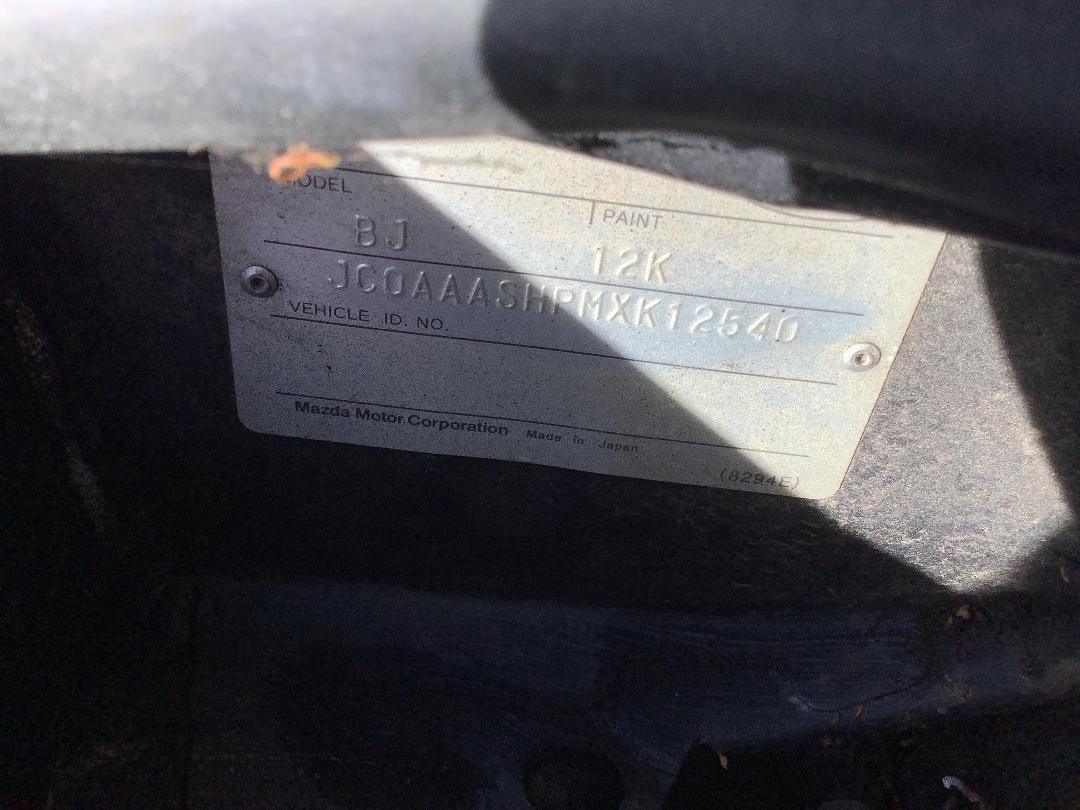 MODEL
PAINT
BJ 12K
JC0AAASHPMXK12540
VEHICLE ID. NO.
Mazda Motor Corporation Made in Japan
(8294E)